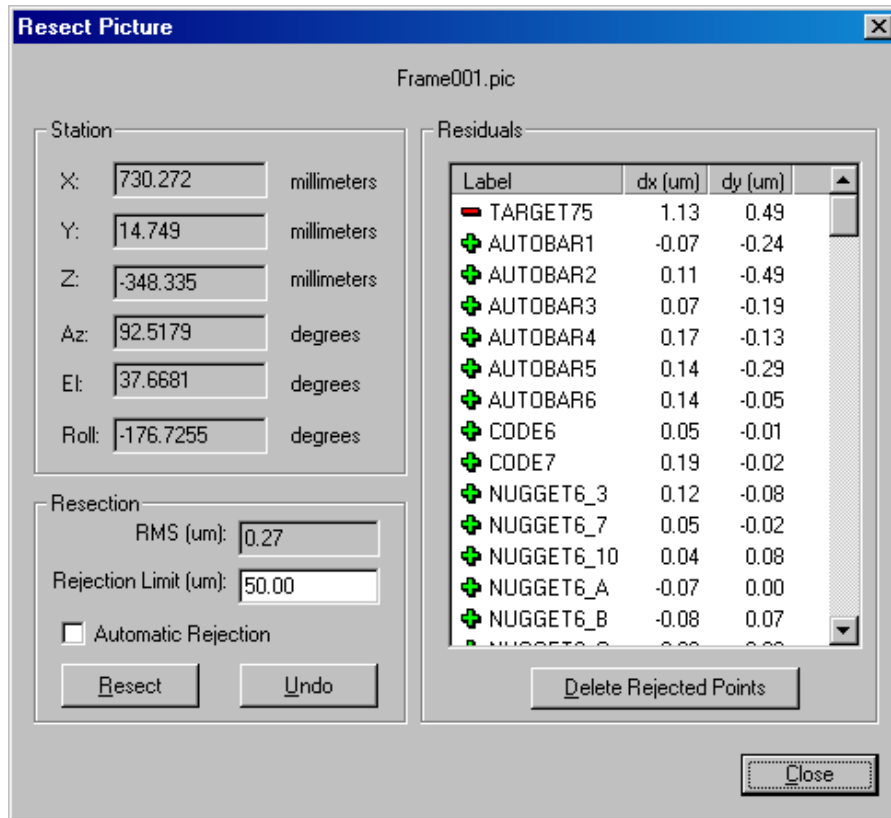 Resect Picture
Frame001.pic
Station
X: 730.272 millimeters
Y: 14.749 millimeters
Z: -348.335 millimeters
Az: 92.5179 degrees
El: 37.6681 degrees
Roll: -176.7255 degrees
Resection
RMS (um): 0.27
Rejection Limit (um): 50.00
Automatic Rejection
Resect Undo
Residuals
Label dx (um) dy (um)
TARGET75 1.13 0.49
AUTOBAR1 -0.07 -0.24
AUTOBAR2 0.11 -0.49
AUTOBAR3 0.07 -0.19
AUTOBAR4 0.17 -0.13
AUTOBAR5 0.14 -0.29
AUTOBAR6 0.14 -0.05
CODE6 0.05 -0.01
CODE7 0.19 -0.02
NUGGET6_3 0.12 -0.08
NUGGET6_7 0.05 -0.02
NUGGET6_10 0.04 0.08
NUGGET6_A -0.07 0.00
NUGGET6_B -0.08 0.07
Delete Rejected Points
Close